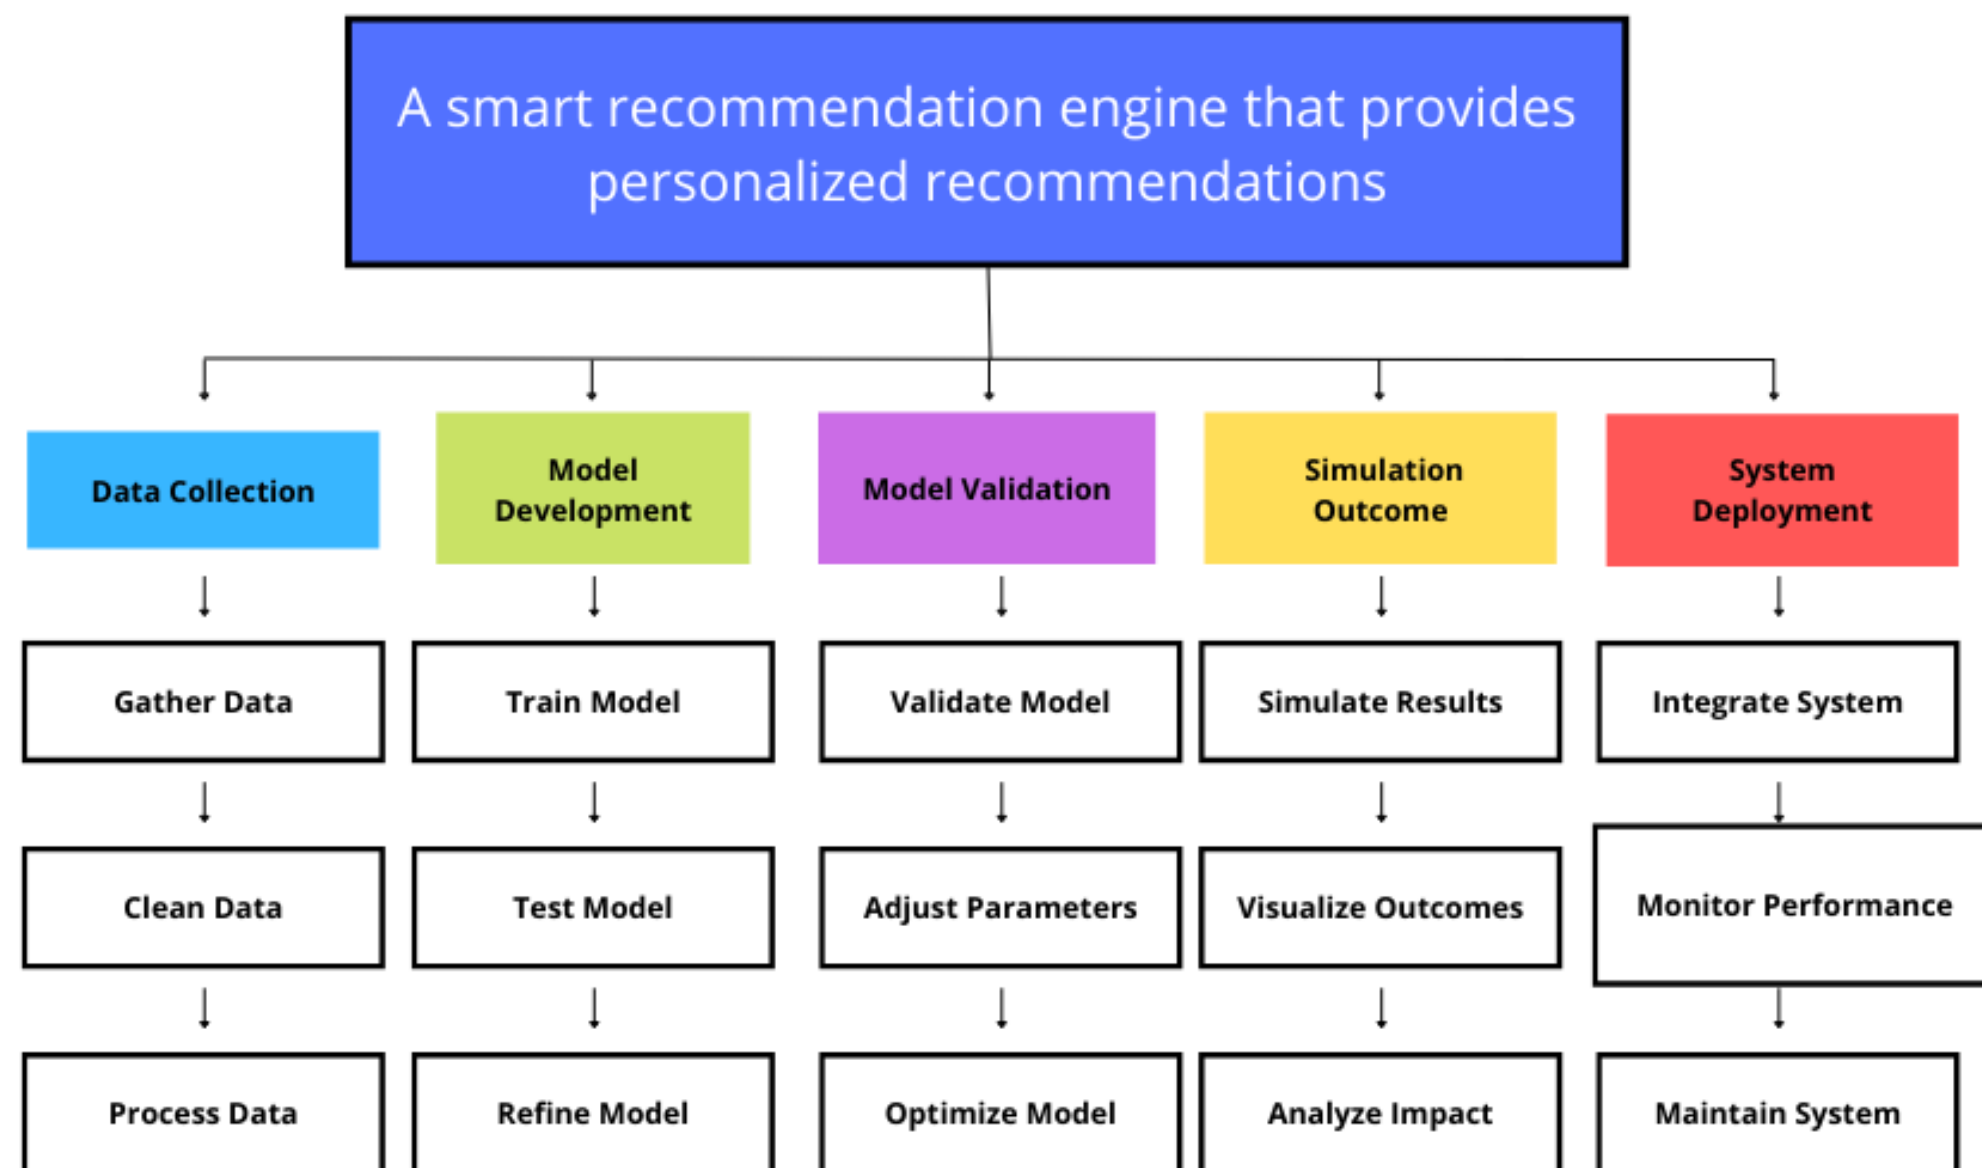 A smart recommendation engine that provides
personalized recommendations
Data Collection
Model
Development
Model Validation
Simulation
Outcome
System
Deployment
Gather Data
Train Model
Validate Model
Simulate Results
Integrate System
Clean Data
Test Model
Adjust Parameters
Visualize Outcomes
Monitor Performance
Process Data
Refine Model
Optimize Model
Analyze Impact
Maintain System